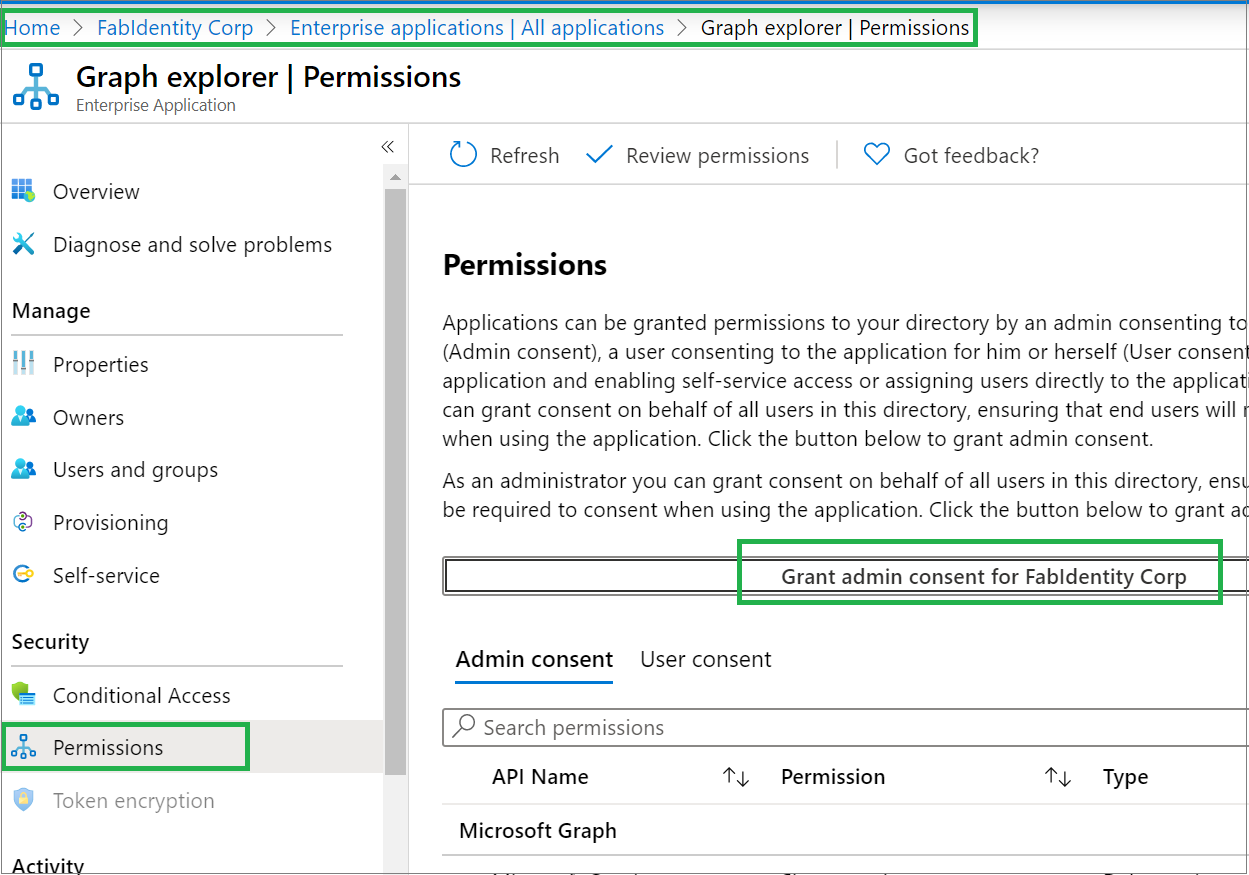 Home > FabIdentity Corp > Enterprise applications | All applications > Graph explorer | Permissions
Graph explorer | Permissions
Enterprise Application
«
Overview
Diagnose and solve problems
Manage
Properties
Owners
Users and groups
Provisioning
Self-service
Security
Conditional Access
Permissions
Token encryption
Activity
Refresh
Review permissions
Got feedback?
Permissions
Applications can be granted permissions to your directory by an admin consenting to
(Admin consent), a user consenting to the application for him or herself (User consent
application and enabling self-service access or assigning users directly to the applicati
can grant consent on behalf of all users in this directory, ensuring that end users will
when using the application. Click the button below to grant admin consent.
As an administrator you can grant consent on behalf of all users in this directory, ensu
be required to consent when using the application. Click the button below to grant ad
Grant admin consent for FabIdentity Corp
Admin consent User consent
Search permissions
API Name Permission Type
Microsoft Graph